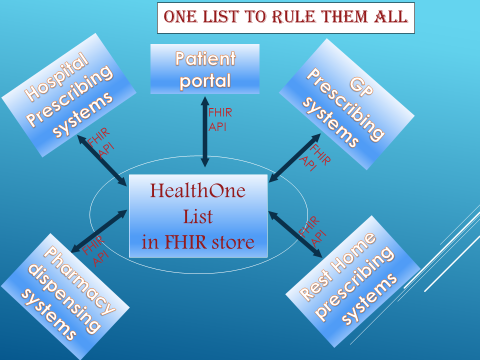 ONE LIST TO RULE THEM ALL
Hospital
Prescribing
systems
Patient
portal
GP
Prescribing
systems
FHIR
API
FHIR
API
FHIR
API
HealthOne
List
in FHIR store
FHIR
API
FHIR
API
Pharmacy
dispensing
systems
Rest Home
prescribing
systems